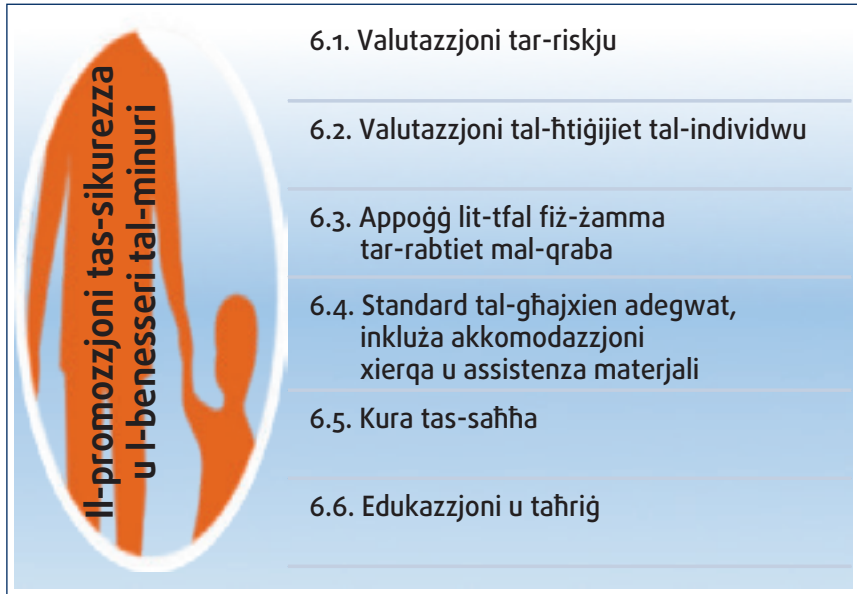 Il-promozzjoni tas-sikurezza
u l-benesseri tal-minuri
6.1. Valutazzjoni tar-riskju
6.2. Valutazzjoni tal-ħtiġijiet tal-individwu
6.3. Appoġġ lit-tfal fiż-żamma
tar-rabtiet mal-qraba
6.4. Standard tal-għajxien adegwat,
inkluża akkomodazzjoni
xierqa u assistenza materjali
6.5. Kura tas-saħħa
6.6. Edukazzjoni u taħriġ